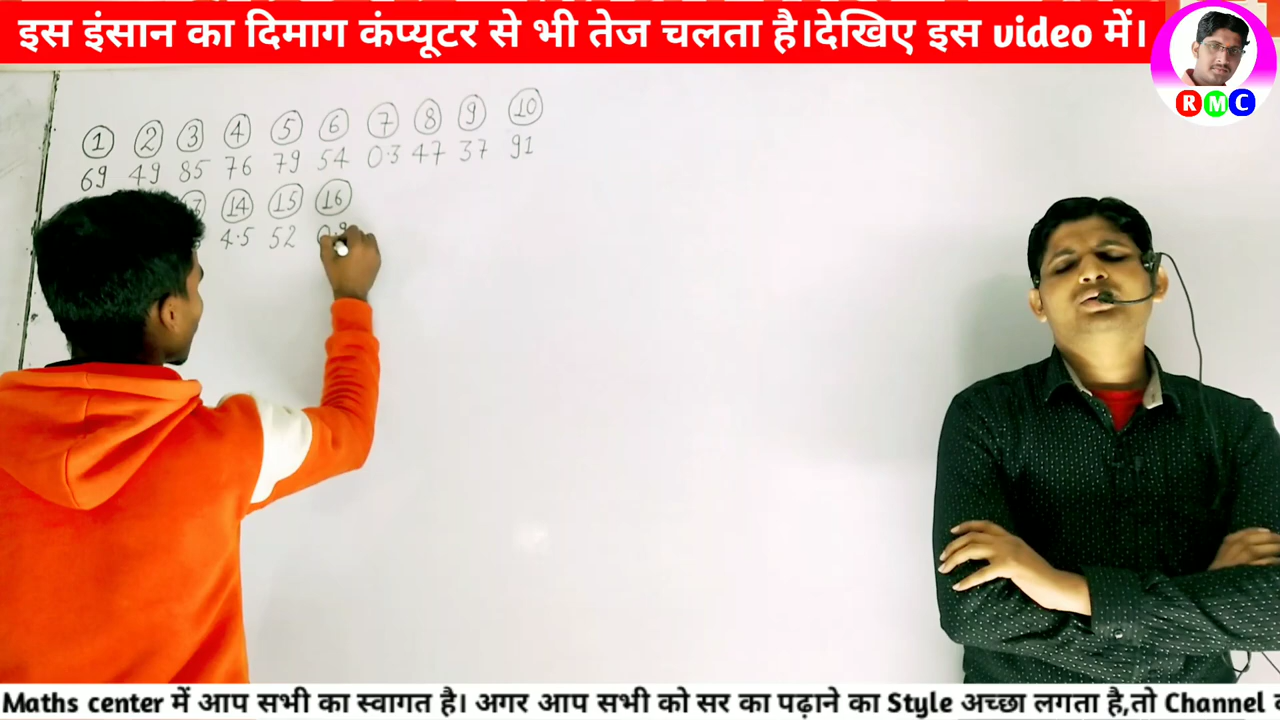 इस इंसान का दिमाग कंप्यूटर से भी तेज चलता है।देखिए इस video में।
R M C
1 2 3 4 5 6 7 8 9 10
69 49 85 76 79 54 0.3 47 37 91
14 15 16
4.5 52
Maths center में आप सभी का स्वागत है। अगर आप सभी को सर का पढ़ाने का Style अच्छा लगता है,तो Channel